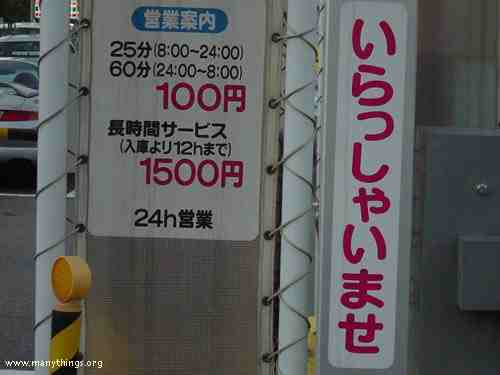 営業案内
25分(8:00~24:00)
60分(24:00~8:00)
100円
長時間サービス
(入庫より12hまで)
1500円
24h営業
いらっしゃいませ
www.manythings.org